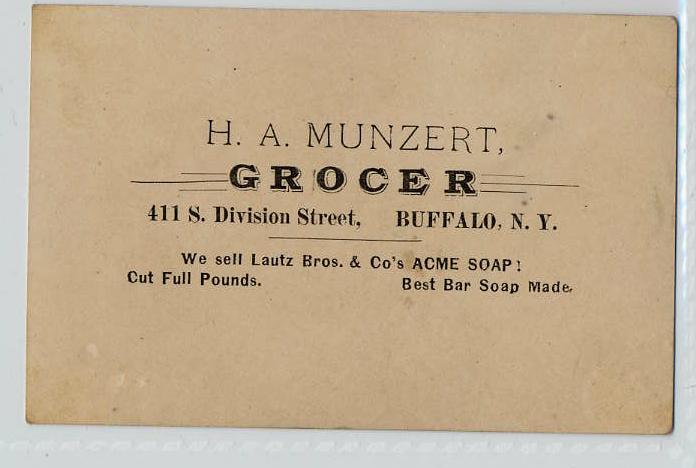 H. A. MUNZERT,
GROCER
411 S. Division Street, BUFFALO, N. Y.
We sell Lautz Bros. & Co's ACME SOAP!
Cut Full Pounds. Best Bar Soap Made.